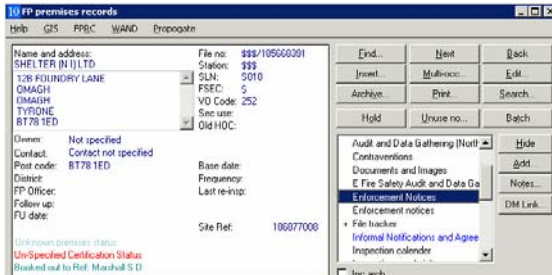 FP premises records
Help GIS FPRC WAND Propogate
Name and address:
SHELTER (N I) LTD
12B FOUNDRY LANE
OMAGH
OMAGH
TYRONE
BT78 1ED
File no: $$$/105660391
Station: $$$
SLN: S010
FSEC: S
VO Code: 252
Sec use:
Old HOC:
Owner: Not specified
Contact: Contact not specified
Post code: BT78 1ED
District:
FP Officer:
Follow up:
FU date:
Base date:
Frequency:
Last re-insp:
Site Ref: 186877008
Unknown premises status
Un-Specified Certification Status
Booked out to Ref: Marshall S D
Find... Next Back
Insert... Multi-occ... Edit...
Archive... Print... Search...
Hold Unuse no... Batch
Audit and Data Gathering (North
Contraventions
Documents and Images
E Fire Safety Audit and Data Ga
Enforcement Notices
Enforcement notices
+ File tracker
Informal Notifications and Agree
Inspection calender
Hide
Add...
Notes...
DM Link...
Inc arch